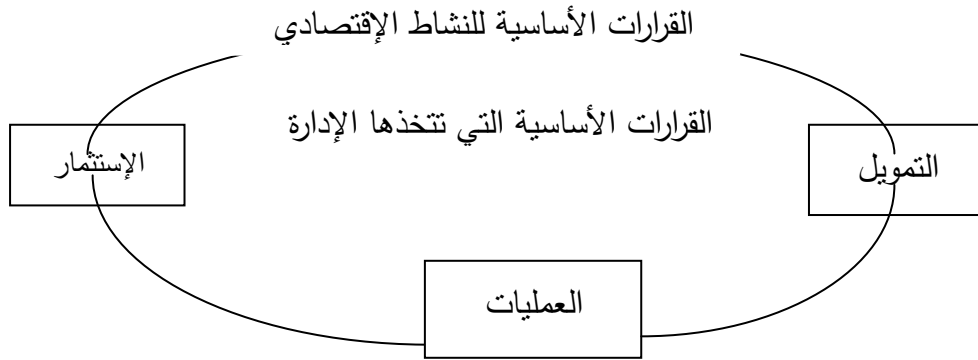 القرارات الأساسية للنشاط الإقتصادي
القرارات الأساسية التي تتخذها الإدارة
التمويل
الإستثمار
العمليات